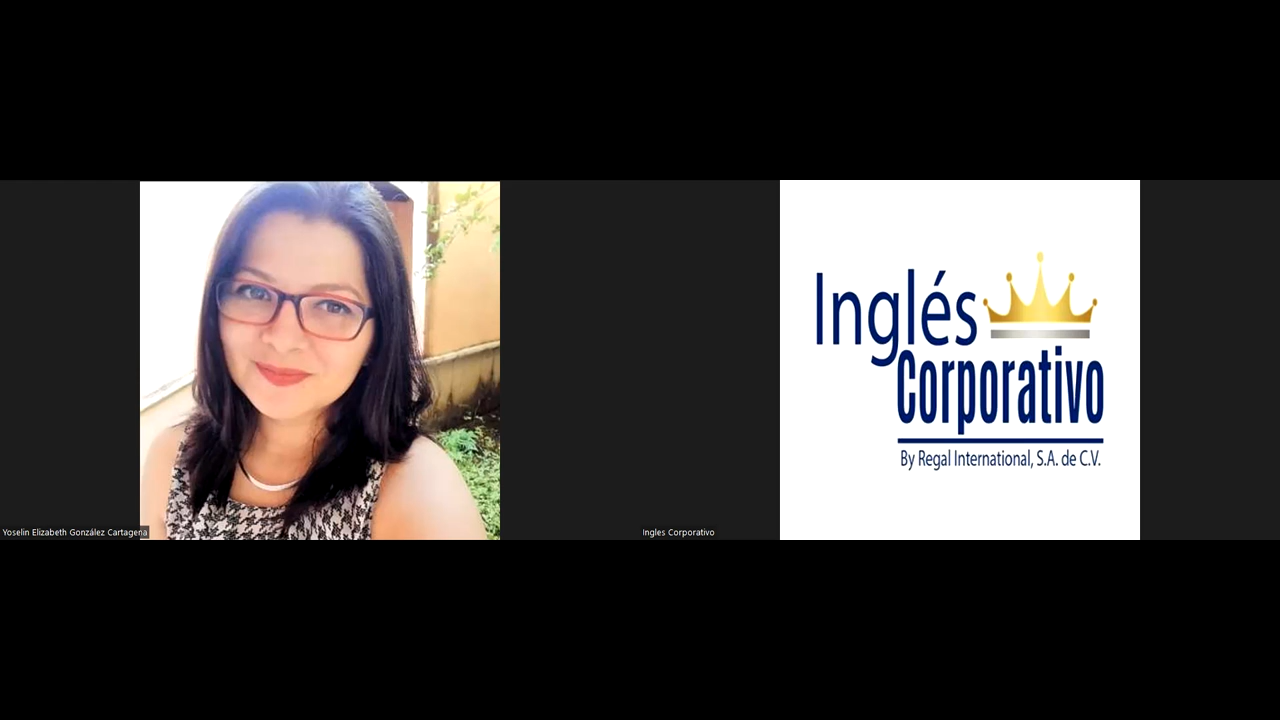 Inglés
Corporativo
By Regal International, S.A. de C.V.
Yoselin Elizabeth González Cartagena
Ingles Corporativo